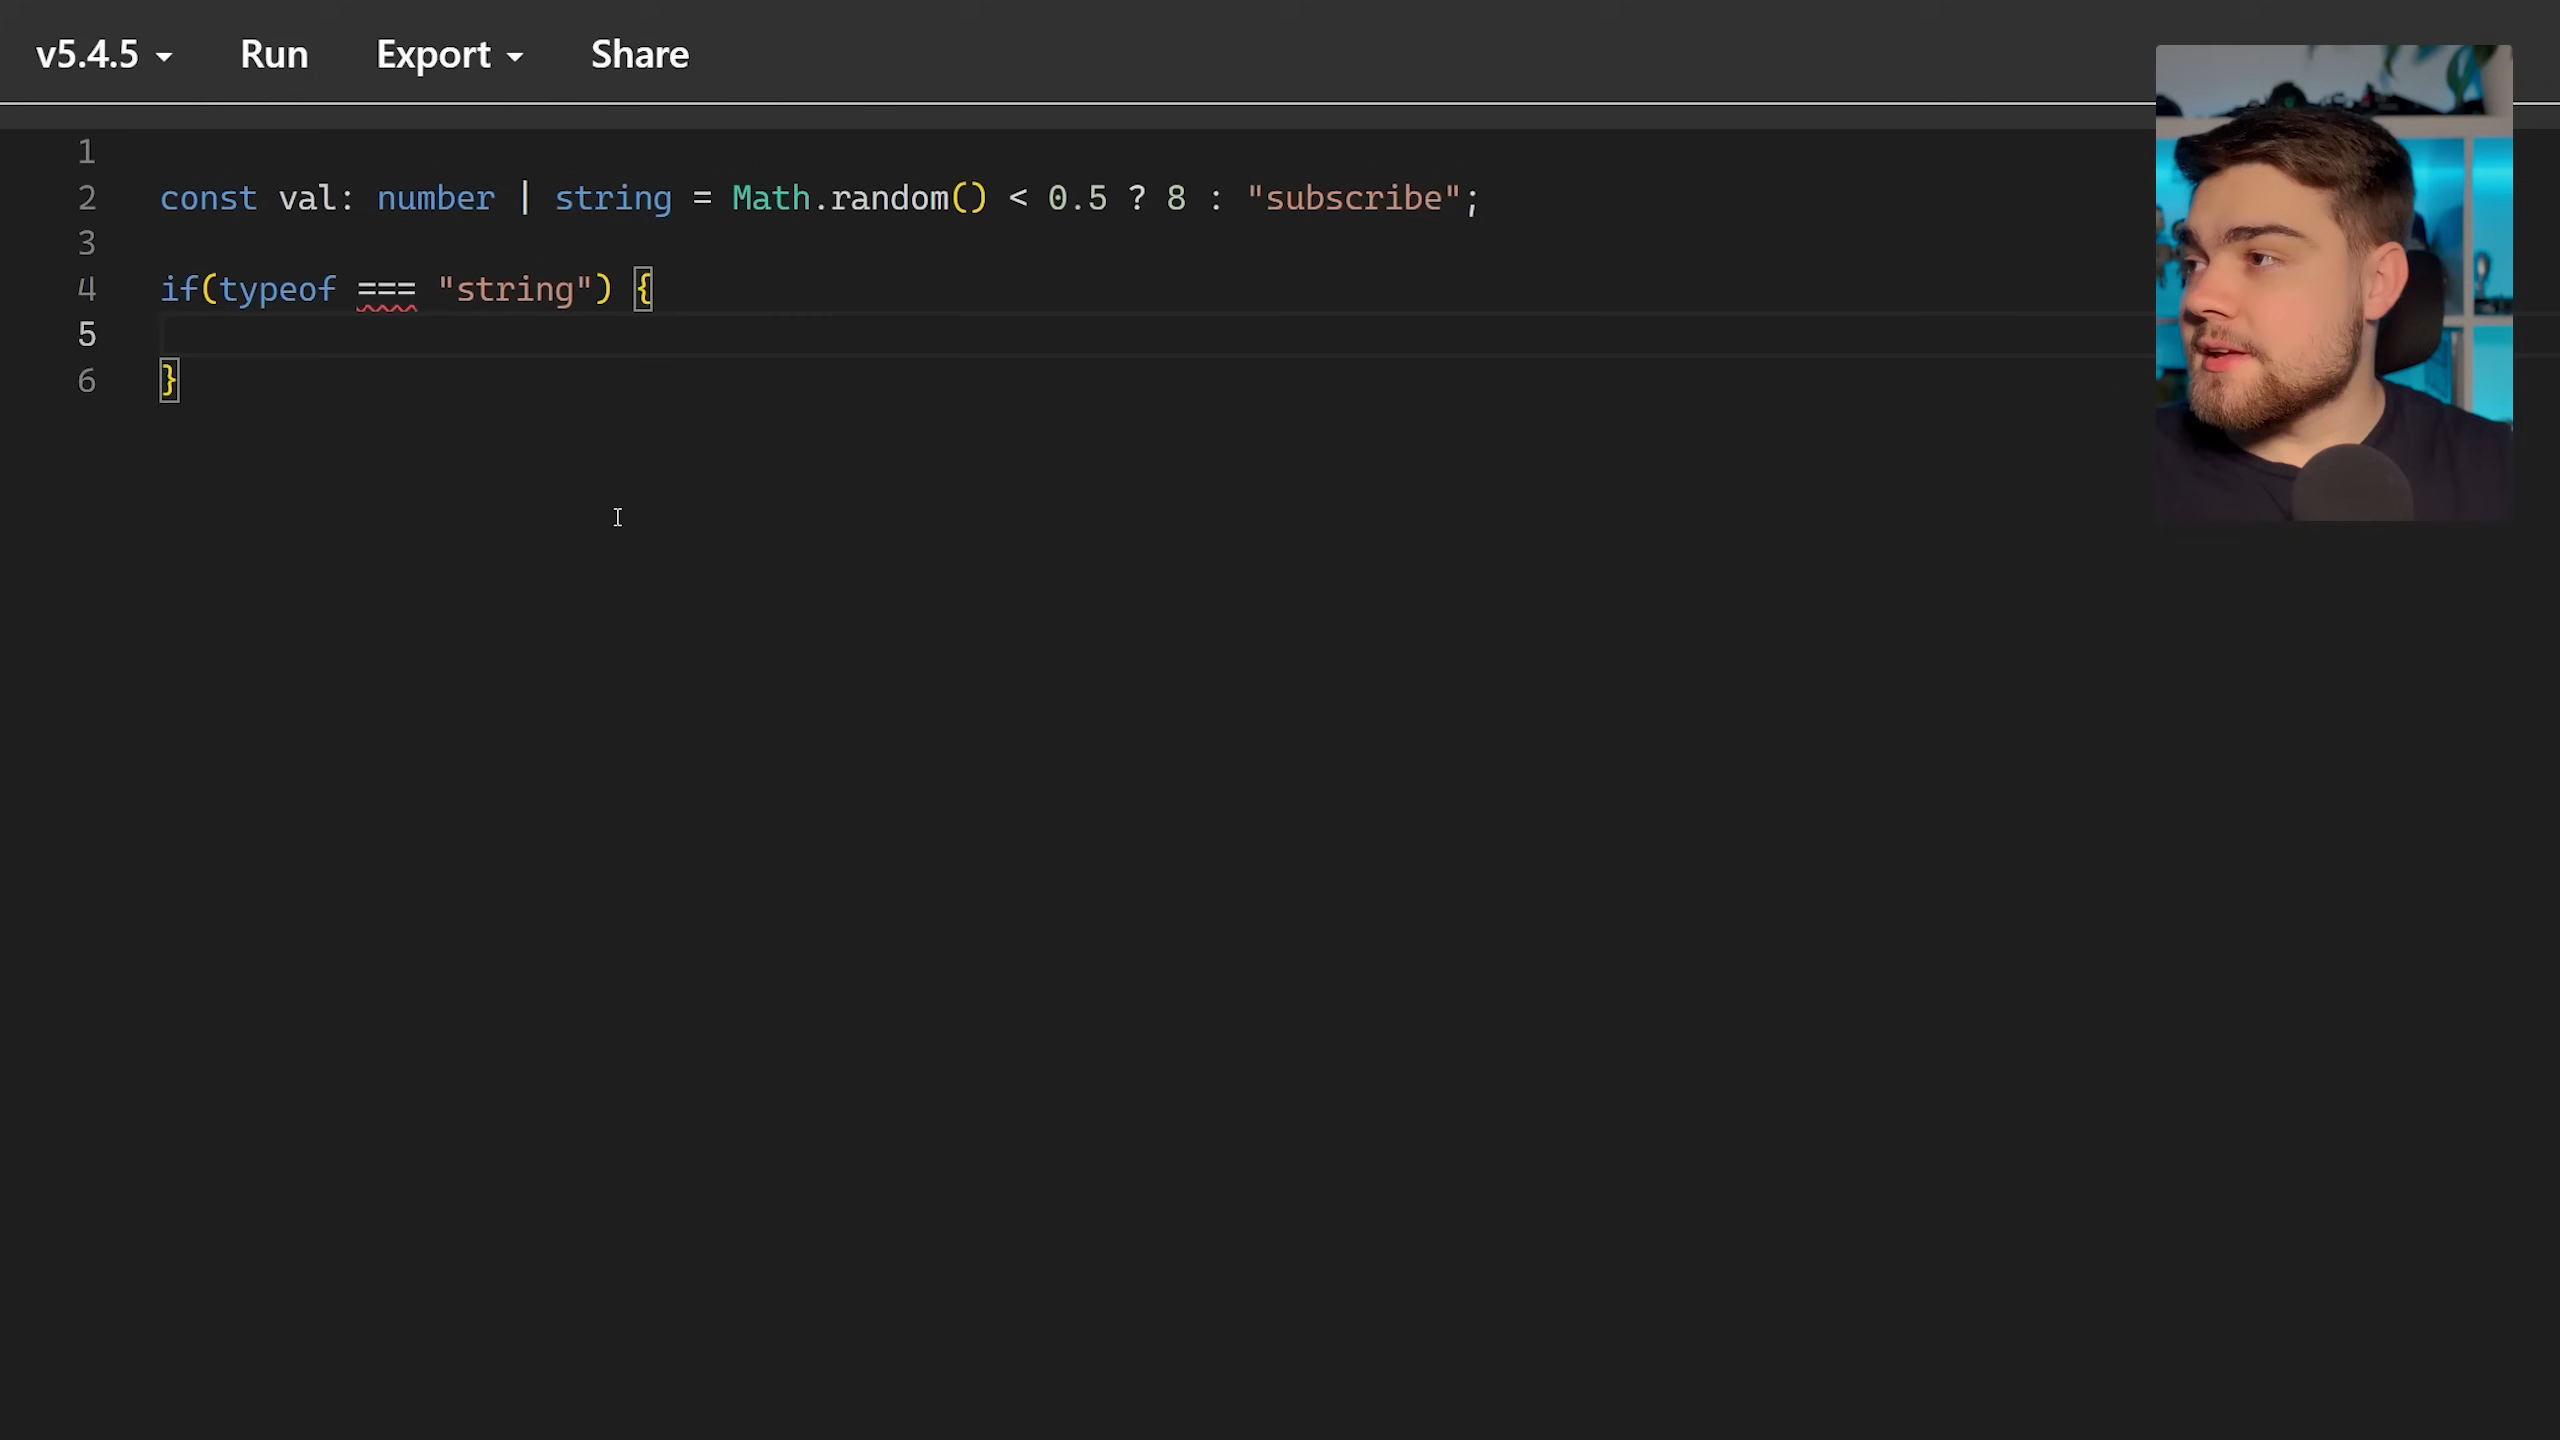 v5.4.5 Run Export Share
1
2 const val: number | string = Math.random() < 0.5 ? 8 : "subscribe";
3
4 if(typeof === "string") {
5
6 }